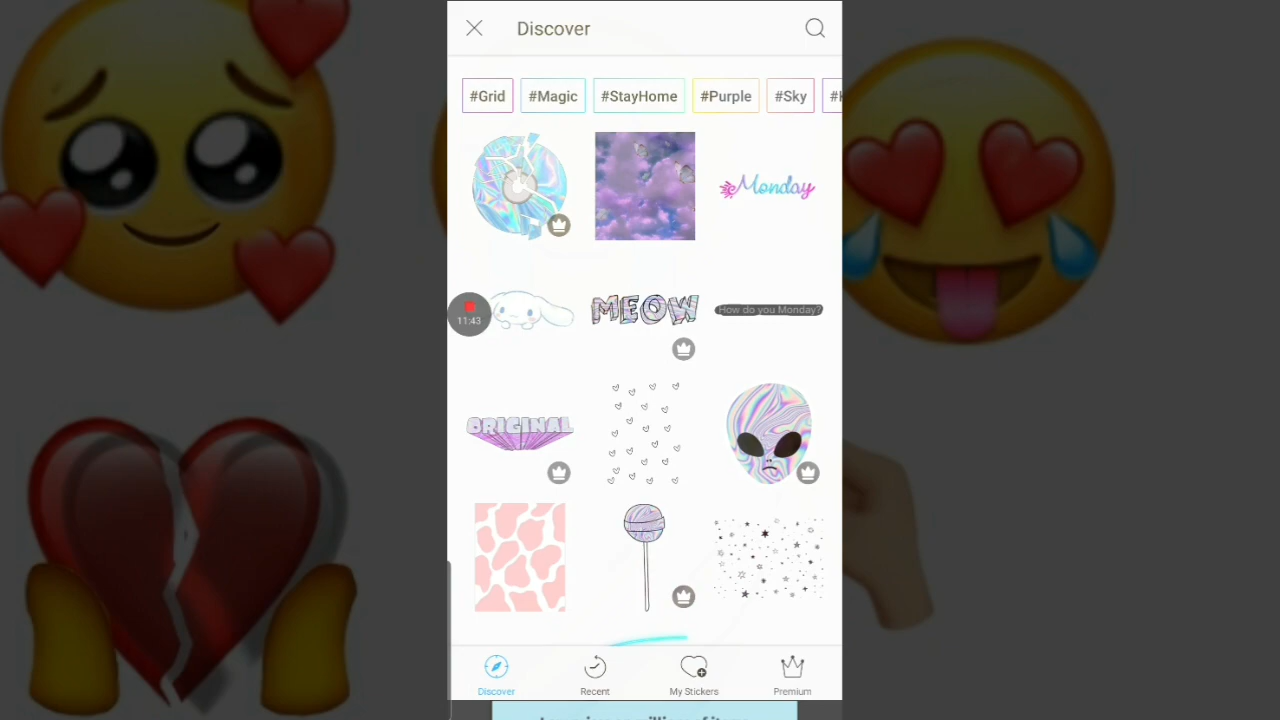 Discover
#Grid
#Magic
#StayHome
#Purple
#Sky
Monday
11:43
MEOW
How do you Monday?
ORIGINAL
Discover
Recent
My Stickers
Premium